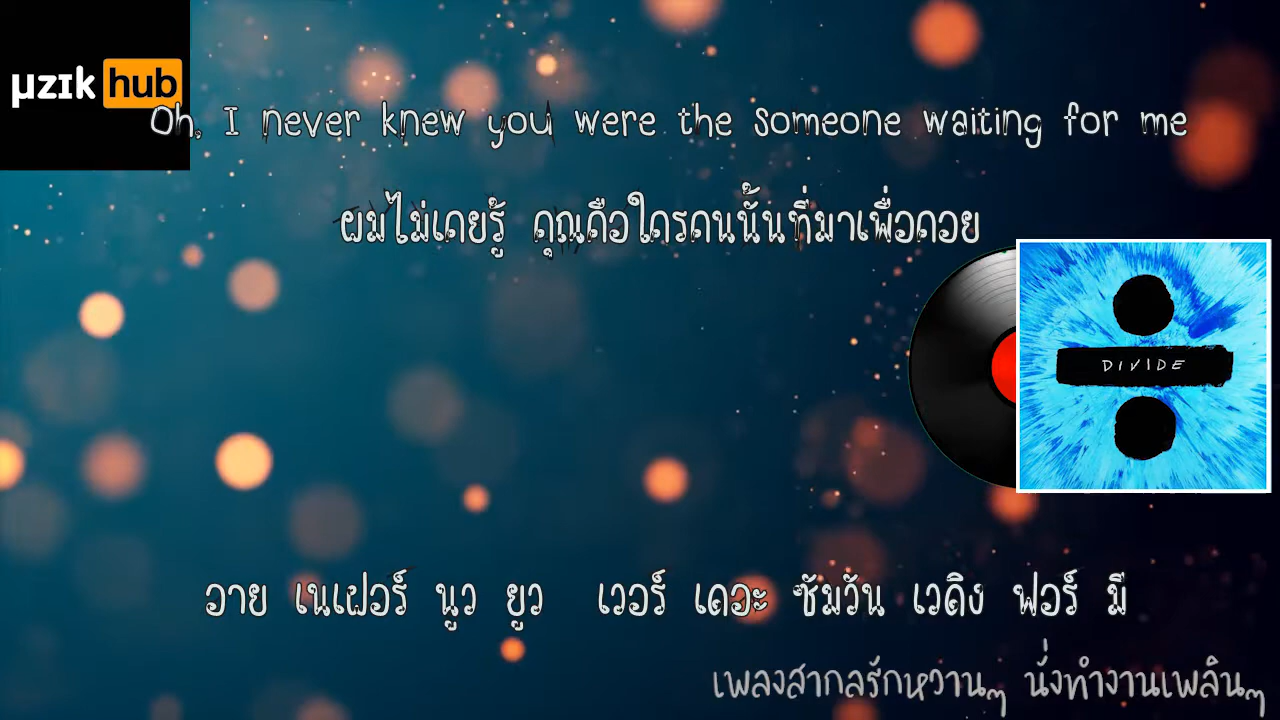 µzık hub
Oh, I never knew you were the someone waiting for me
ผมไม่เคยรู้ คุณคือใครคนนั้นที่มาเพื่อคอย
DIVIDE
อาย เนเฝอร์ นูว ยูว เวอร์ เดอะ ซัมวัน เวดิง ฟอร์ มี
เพลงสากลรักหวานๆ นั่งทำงานเพลินๆ